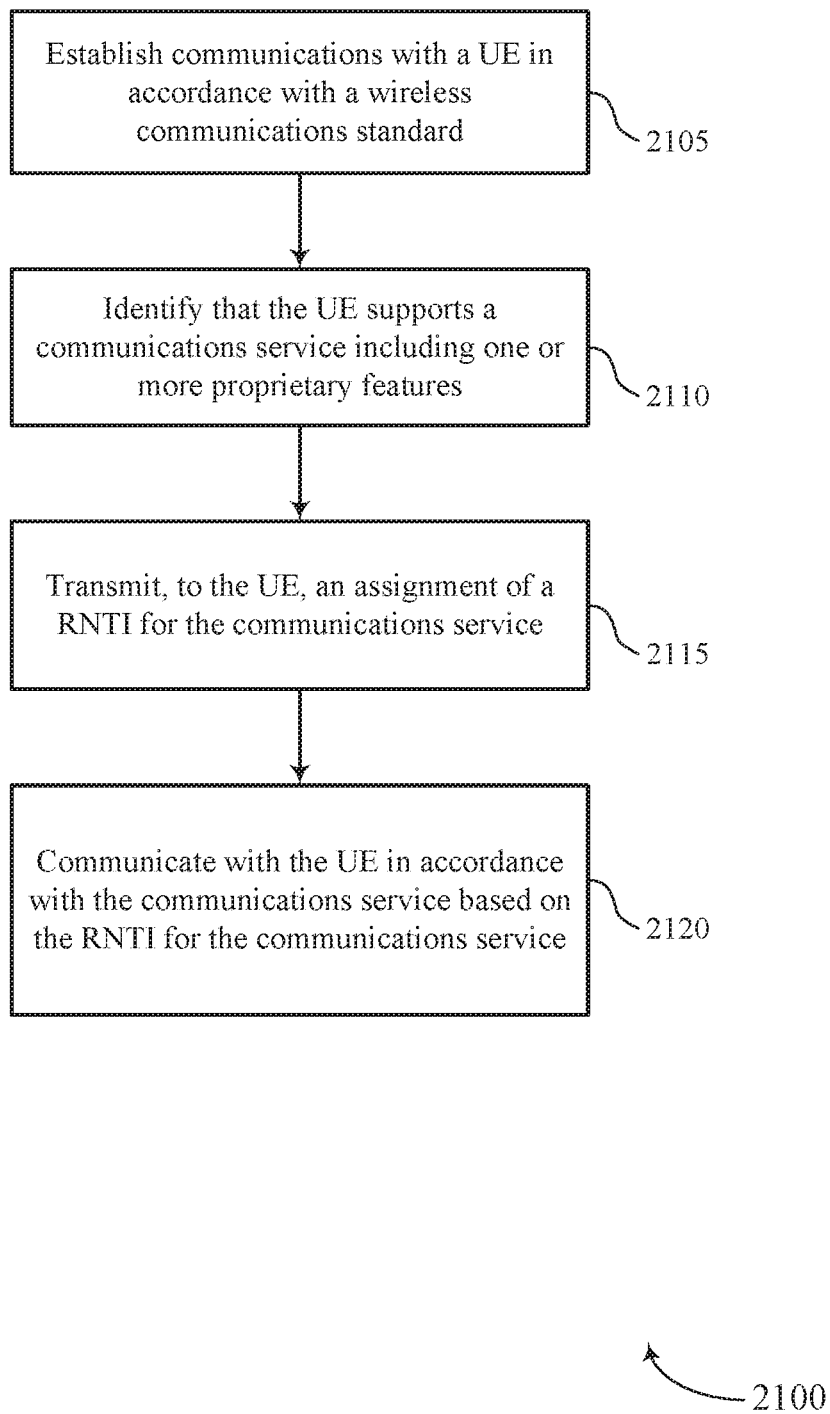 Establish communications with a UE in
accordance with a wireless
communications standard
2105
Identify that the UE supports a
communications service including one or
more proprietary features
2110
Transmit, to the UE, an assignment of a
RNTI for the communications service
2115
Communicate with the UE in accordance
with the communications service based on
the RNTI for the communications service
2120
2100